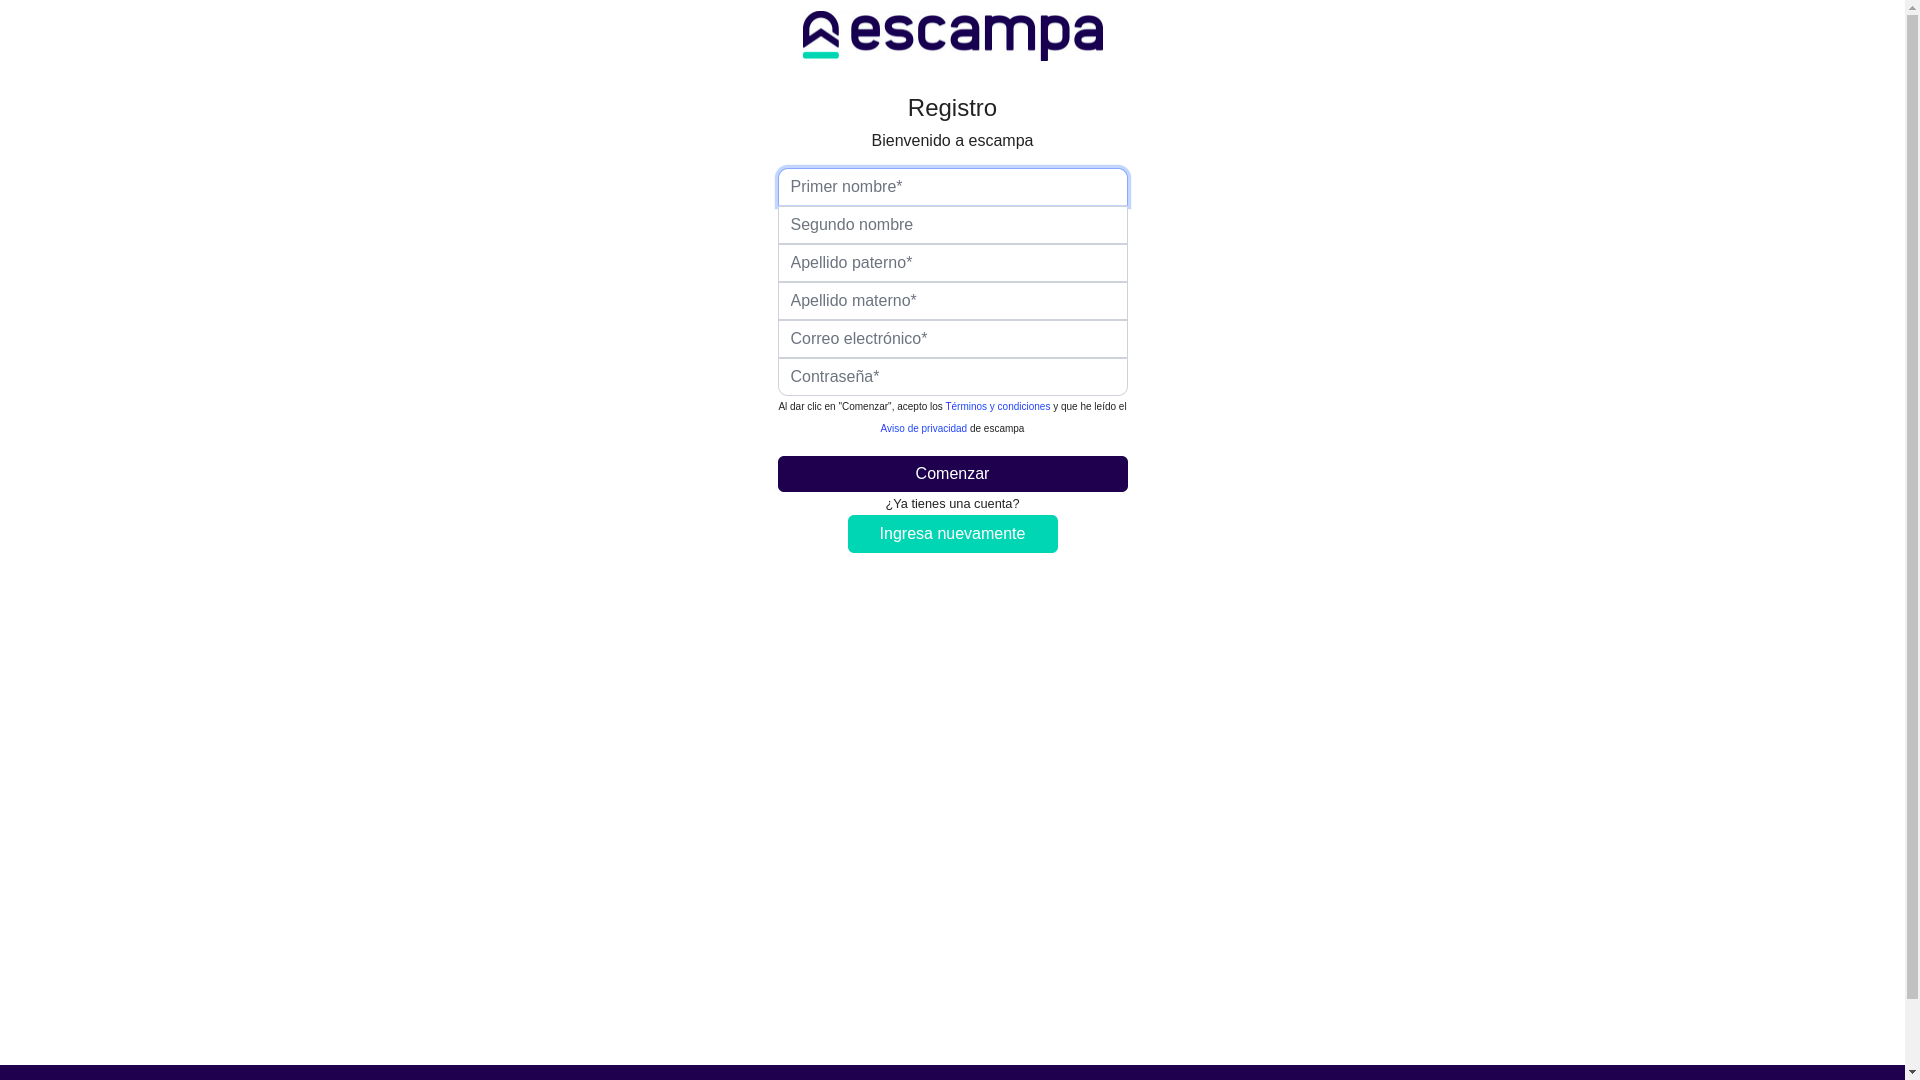 escampa
Registro
Bienvenido a escampa
Primer nombre*
Segundo nombre
Apellido paterno*
Apellido materno*
Correo electrónico*
Contraseña*
Al dar clic en "Comenzar", acepto los Términos y condiciones y que he leído el
Aviso de privacidad de escampa
Comenzar
¿Ya tienes una cuenta?
Ingresa nuevamente